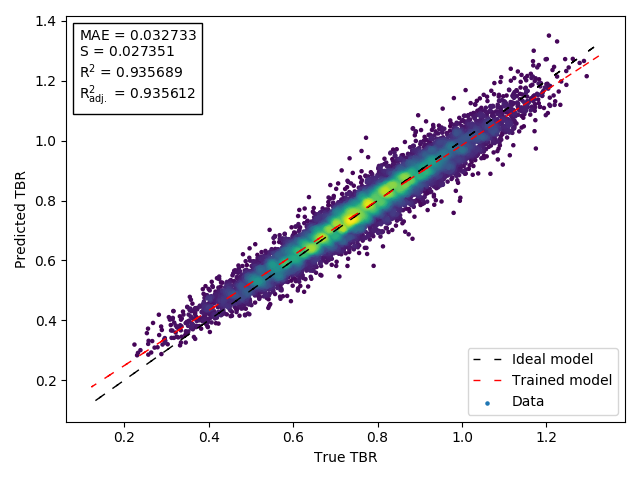 MAE = 0.032733
S = 0.027351
R² = 0.935689
R²adj. = 0.935612
1.4
1.2
1.0
0.8
0.6
0.4
0.2
Predicted TBR
Ideal model
Trained model
Data
0.2 0.4 0.6 0.8 1.0 1.2
True TBR